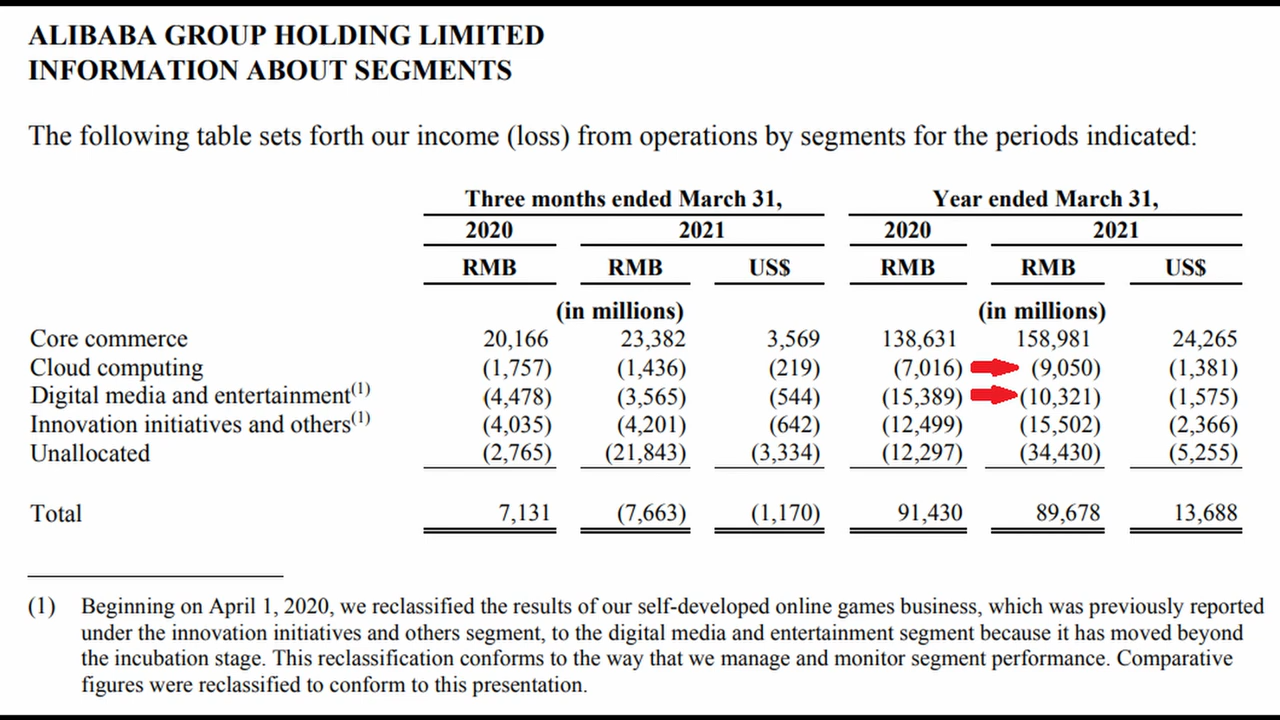 ALIBABA GROUP HOLDING LIMITED
INFORMATION ABOUT SEGMENTS
The following table sets forth our income (loss) from operations by segments for the periods indicated:
Three months ended March 31, Year ended March 31,
2020 2021 2020 2021
RMB RMB US$ RMB RMB US$
(in millions) (in millions)
Core commerce 20,166 23,382 3,569 138,631 158,981 24,265
Cloud computing (1,757) (1,436) (219) (7,016) (9,050) (1,381)
Digital media and entertainment(1) (4,478) (3,565) (544) (15,389) (10,321) (1,575)
Innovation initiatives and others(1) (4,035) (4,201) (642) (12,499) (15,502) (2,366)
Unallocated (2,765) (21,843) (3,334) (12,297) (34,430) (5,255)
Total 7,131 (7,663) (1,170) 91,430 89,678 13,688
(1) Beginning on April 1, 2020, we reclassified the results of our self-developed online games business, which was previously reported
under the innovation initiatives and others segment, to the digital media and entertainment segment because it has moved beyond
the incubation stage. This reclassification conforms to the way that we manage and monitor segment performance. Comparative
figures were reclassified to conform to this presentation.